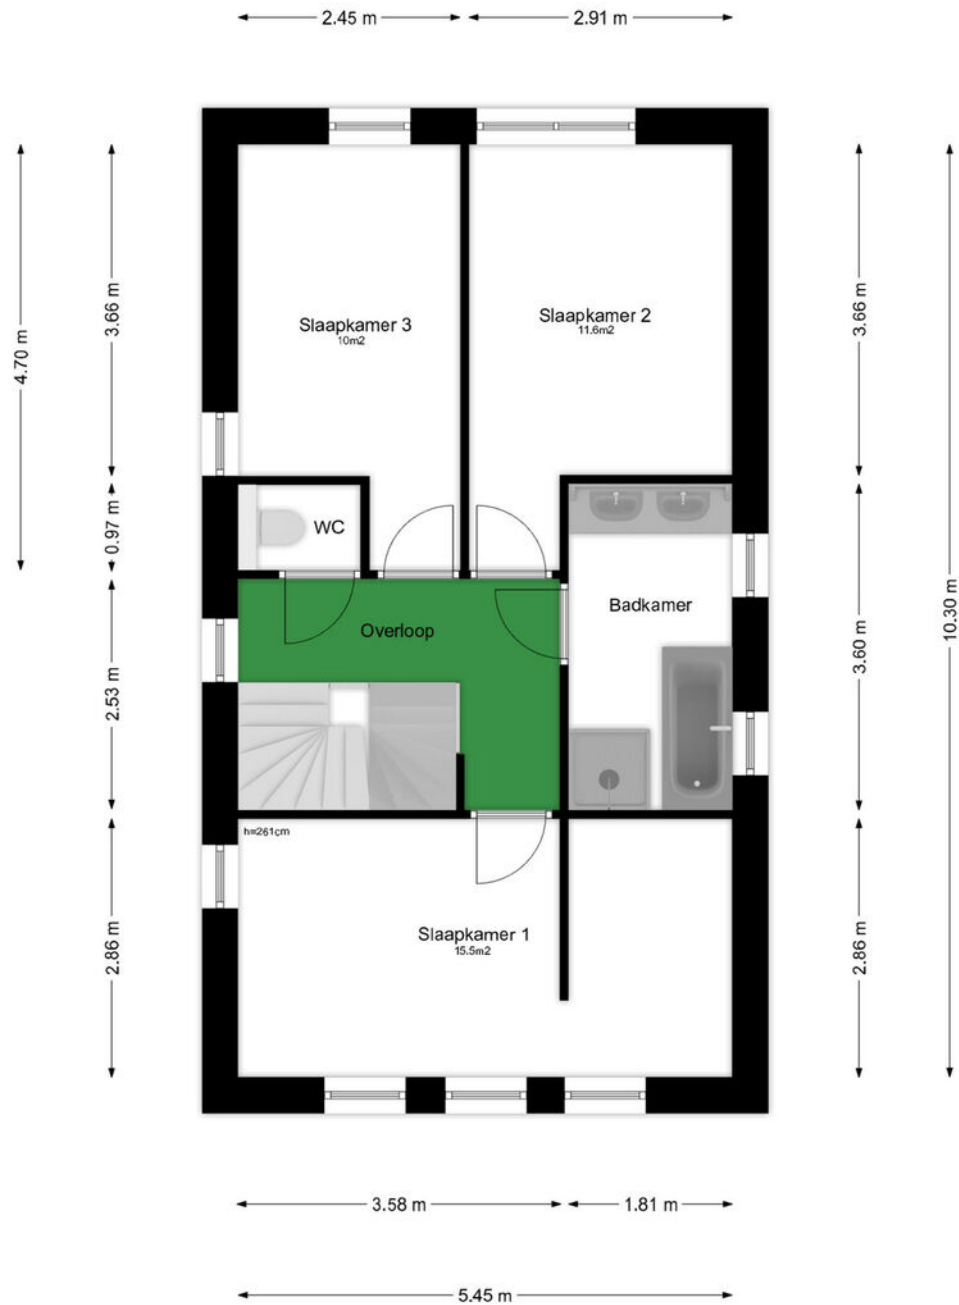 2.45 m
2.91 m
3.66 m
4.70 m
0.97 m
2.53 m
2.86 m
3.66 m
3.60 m
2.86 m
10.30 m
Slaapkamer 3
10m2
Slaapkamer 2
11.6m2
WC
Badkamer
Overloop
h=261cm
Slaapkamer 1
15.5m2
3.58 m
1.81 m
5.45 m